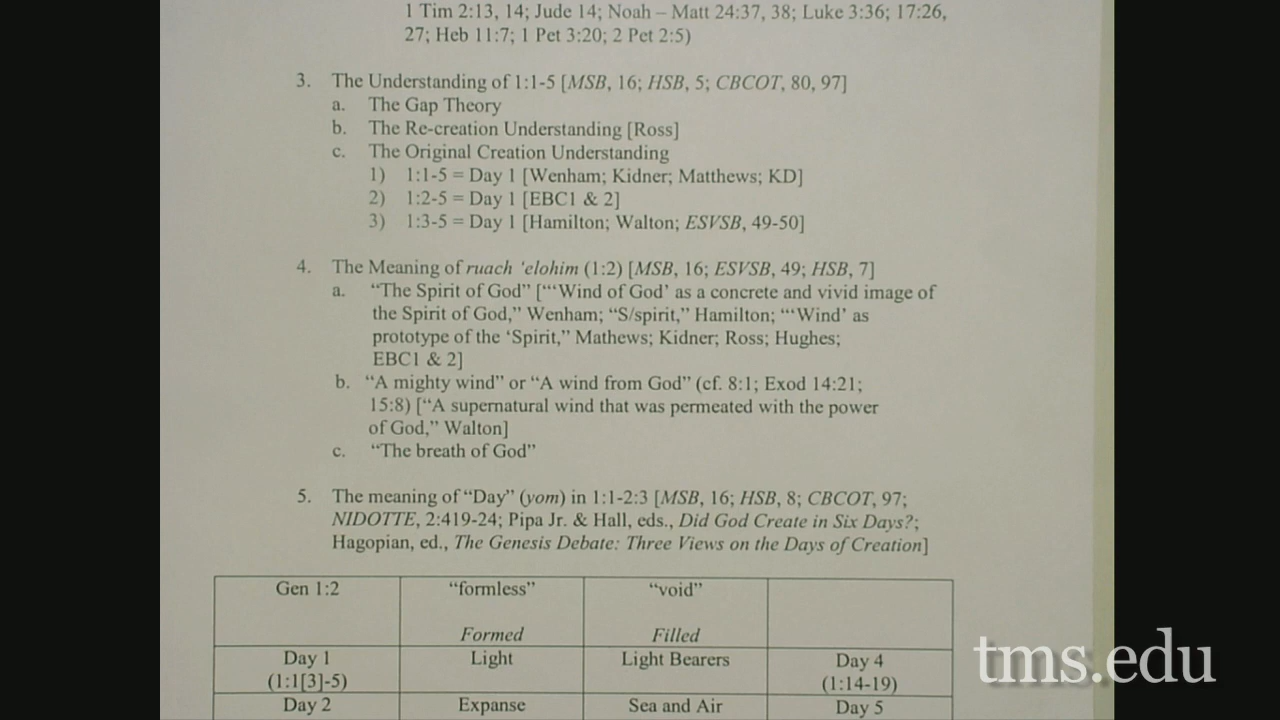 1 Tim 2:13, 14; Jude 14; Noah – Matt 24:37, 38; Luke 3:36; 17:26,
27; Heb 11:7; 1 Pet 3:20; 2 Pet 2:5)
3. The Understanding of 1:1-5 [MSB, 16; HSB, 5; CBCOT, 80, 97]
a. The Gap Theory
b. The Re-creation Understanding [Ross]
c. The Original Creation Understanding
1) 1:1-5 = Day 1 [Wenham; Kidner; Matthews; KD]
2) 1:2-5 = Day 1 [EBC1 & 2]
3) 1:3-5 = Day 1 [Hamilton; Walton; ESVSB, 49-50]
4. The Meaning of ruach 'elohim (1:2) [MSB, 16; ESVSB, 49; HSB, 7]
a. “The Spirit of God” [“‘Wind of God’ as a concrete and vivid image of
the Spirit of God,” Wenham; “S/spirit,” Hamilton; “‘Wind’ as
prototype of the ‘Spirit,” Mathews; Kidner; Ross; Hughes;
EBC1 & 2]
b. “A mighty wind” or “A wind from God” (cf. 8:1; Exod 14:21;
15:8) [“A supernatural wind that was permeated with the power
of God,” Walton]
c. “The breath of God”
5. The meaning of “Day” (yom) in 1:1-2:3 [MSB, 16; HSB, 8; CBCOT, 97;
NIDOTTE, 2:419-24; Pipa Jr. & Hall, eds., Did God Create in Six Days?;
Hagopian, ed., The Genesis Debate: Three Views on the Days of Creation]
Gen 1:2 “formless” “void”
Formed Filled
Day 1 Light Light Bearers Day 4
(1:1[3]-5) (1:14-19)
Day 2 Expanse Sea and Air Day 5
tms.edu